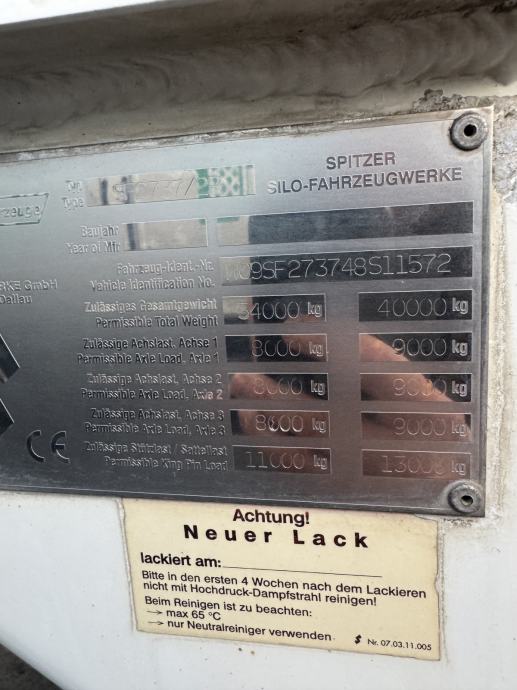 SPITZER
SILO-FAHRZEUGWERKE
Typ
Type
Baujahr
Year of Mfr
Fahrzeug-Ident.-Nr.
Vehicle Identification No.
W09SF273748S11572
Zulässiges Gesamtgewicht
Permissible Total Weight
34000 kg
40000 kg
Zulässige Achslast, Achse 1
Permissible Axle Load, Axle 1
8000 kg
9000 kg
Zulässige Achslast, Achse 2
Permissible Axle Load, Axle 2
8000 kg
9000 kg
Zulässige Achslast, Achse 3
Permissible Axle Load, Axle 3
8000 kg
9000 kg
Zulässige Stützlast / Sattellast
Permissible King Pin Load
11000 kg
13000 kg
GmbH
Dallau
CE
Achtung!
Neuer Lack
lackiert am:
Bitte in den ersten 4 Wochen nach dem Lackieren
nicht mit Hochdruck-Dampfstrahl reinigen!
Beim Reinigen ist zu beachten:
→ max 65 °C
→ nur Neutralreiniger verwenden
Nr. 07.03.11.005